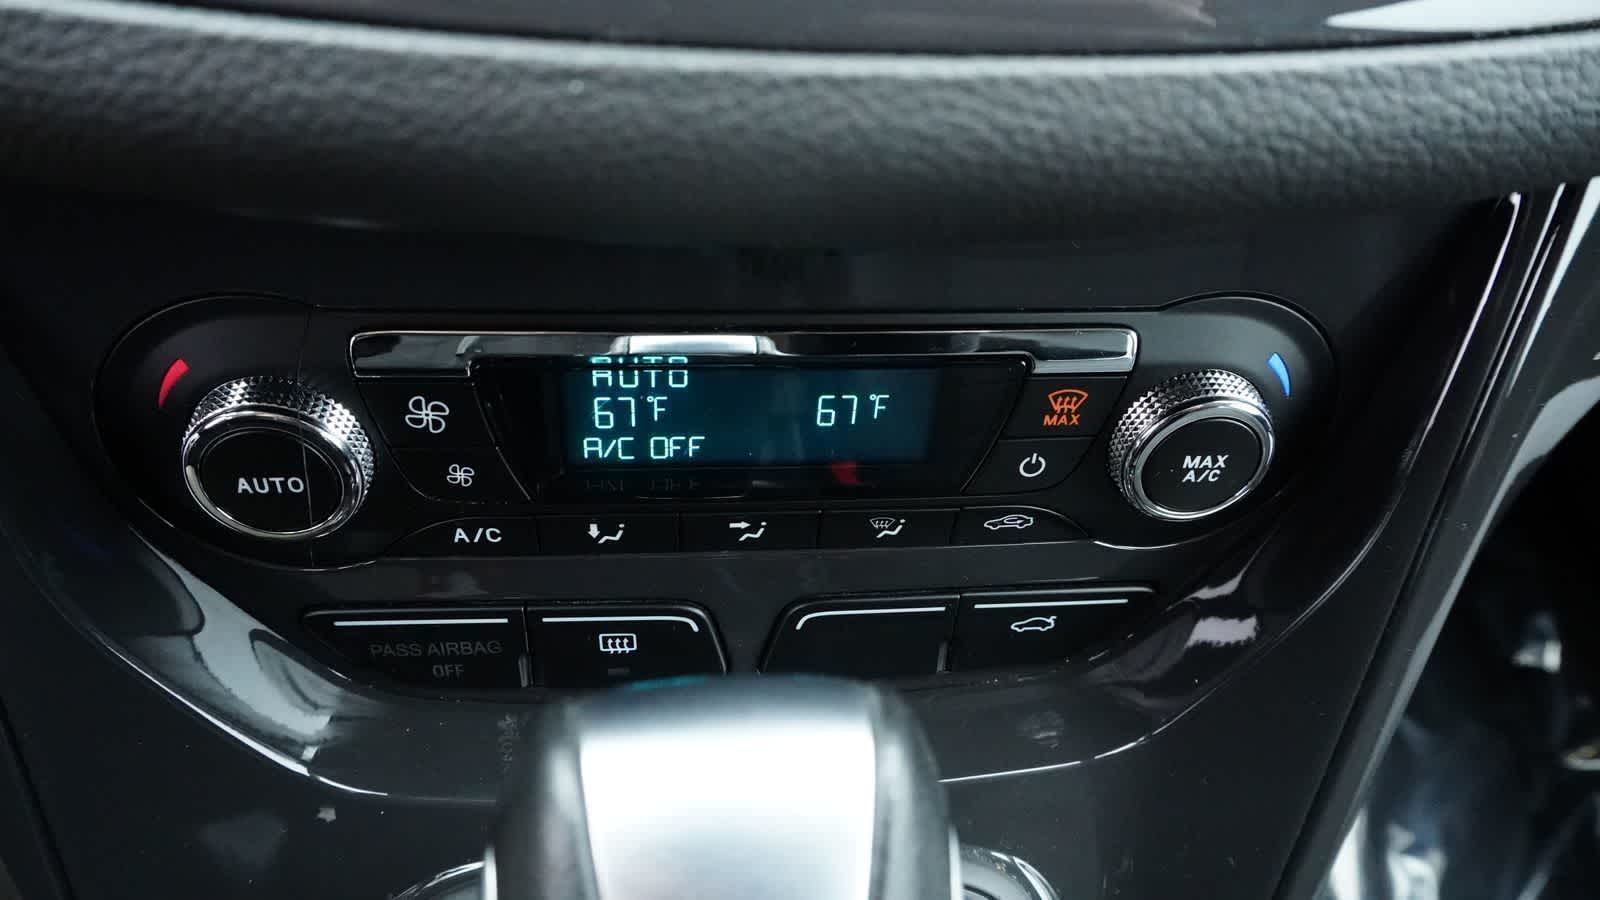 AUTO
67°F 67°F
A/C OFF
MAX
AUTO
MAX
A/C
A/C
PASS AIRBAG
OFF